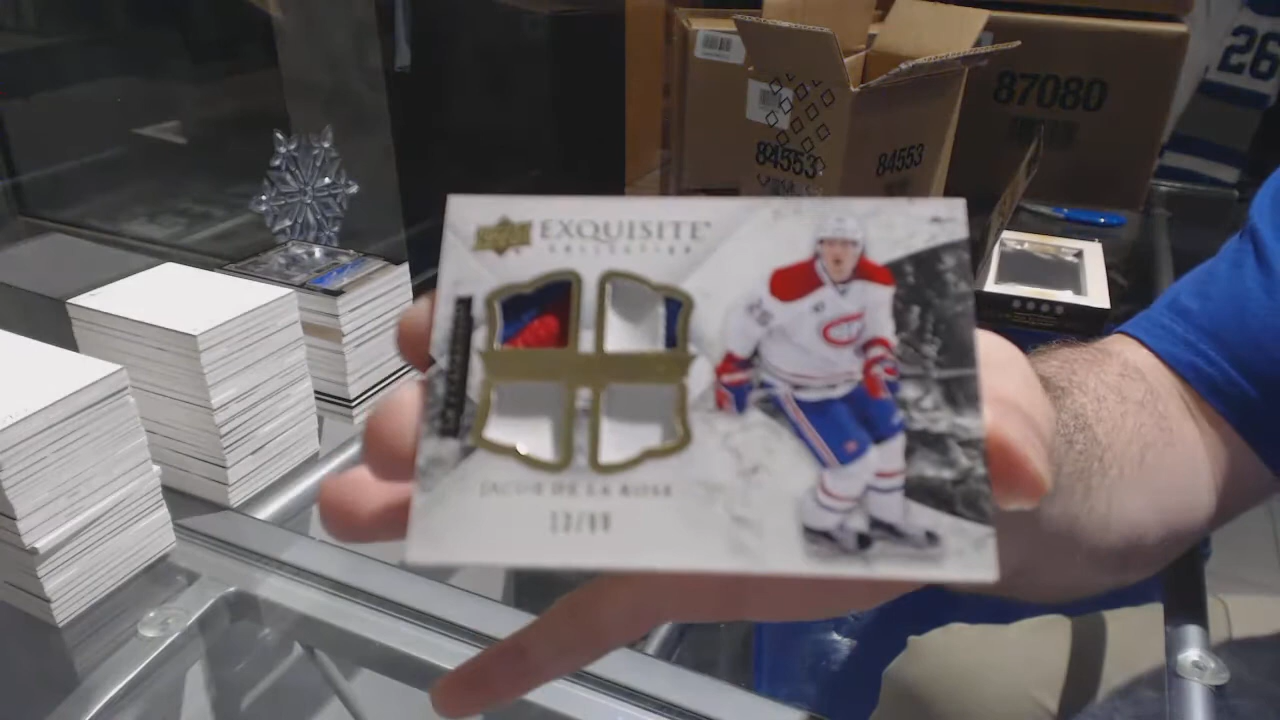 26
87080
84553
84553
EXQUISITE
COLLECTION
JACOB DE LA ROSE